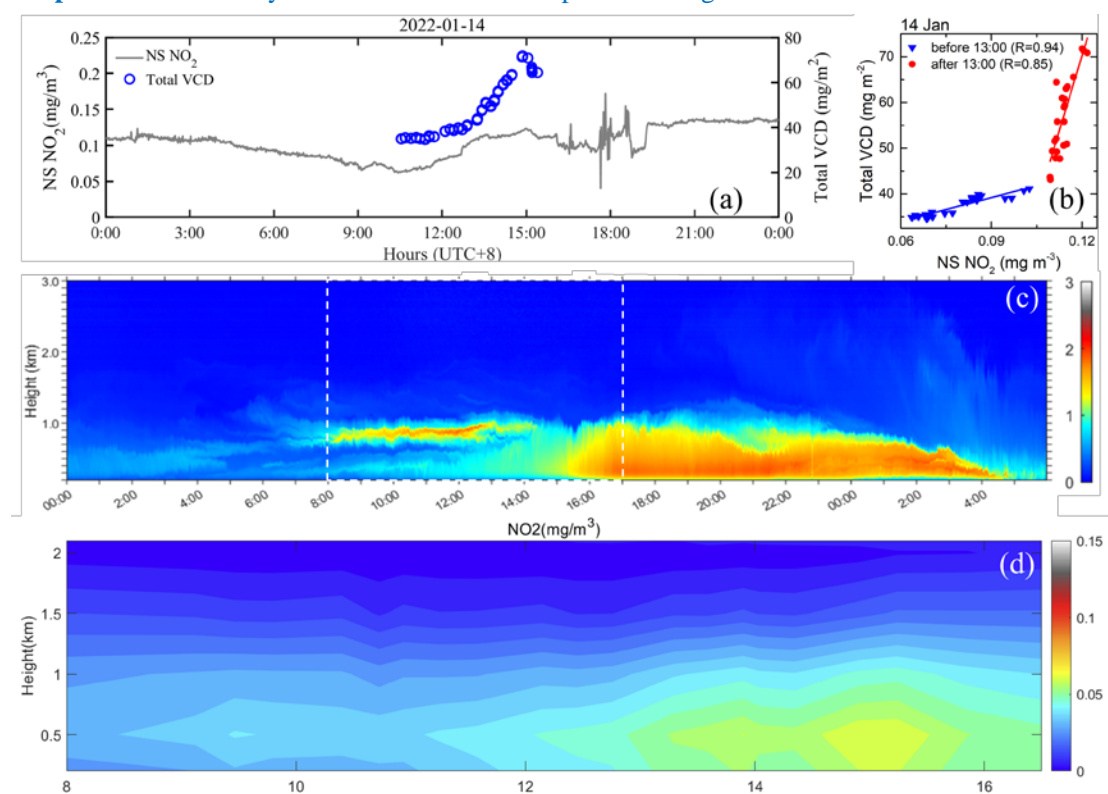 2022-01-14
NS NO2
Total VCD
NS NO2 (mg/m3)
0.25
0.2
0.15
0.1
0.05
0
80
60
40
20
0
Total VCD (mg/m2)
(a)
0:00 3:00 6:00 9:00 12:00 15:00 18:00 21:00 0:00
Hours (UTC+8)
14 Jan
before 13:00 (R=0.94)
after 13:00 (R=0.85)
Total VCD (mg m-2)
70
60
50
40
(b)
0.06 0.09 0.12
NS NO2 (mg m-3)
(c)
Height (km)
3.0
2.0
1.0
00:00 2:00 4:00 6:00 8:00 10:00 12:00 14:00 16:00 18:00 20:00 22:00 00:00 2:00 4:00
3
2
1
0
NO2(mg/m3)
(d)
Height(km)
2
1.5
1
0.5
8 10 12 14 16
0.15
0.1
0.05
0